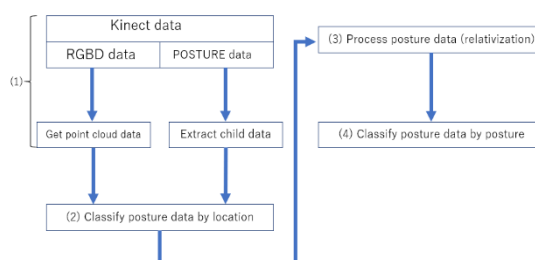 Kinect data
RGBD data
POSTURE data
(1)
Get point cloud data
Extract child data
(2) Classify posture data by location
(3) Process posture data (relativization)
(4) Classify posture data by posture